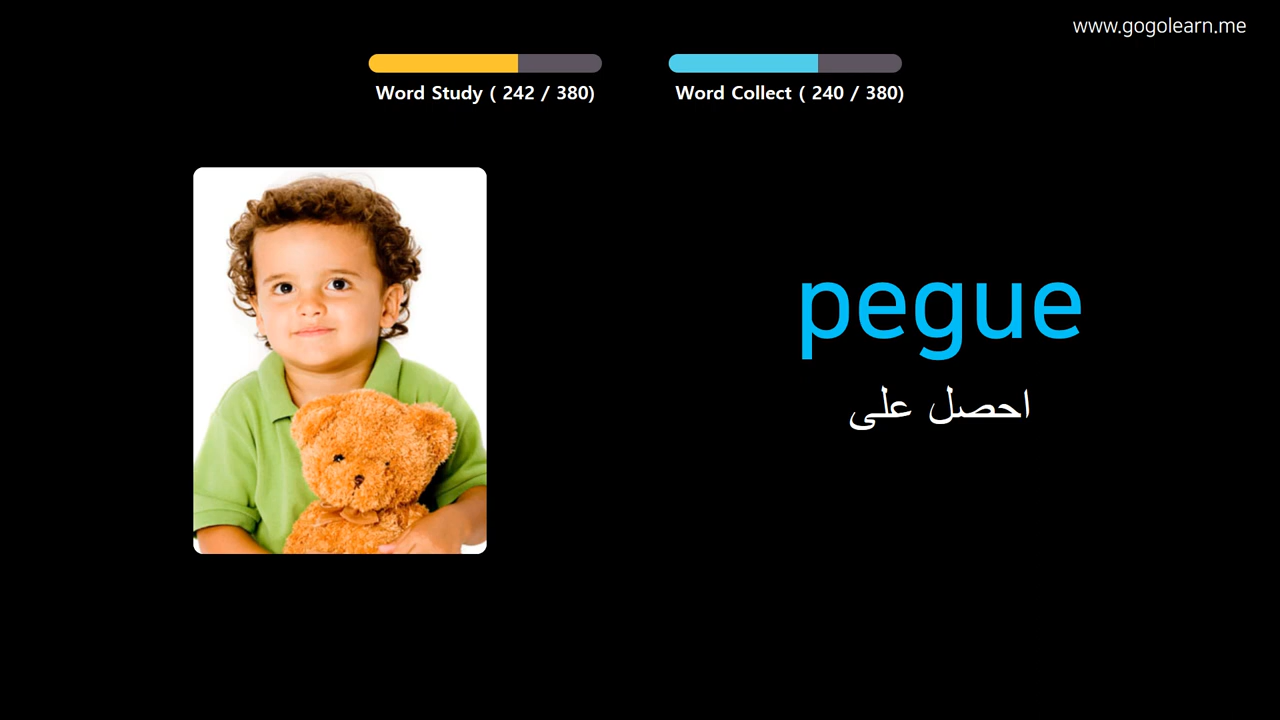 www.gogolearn.me
Word Study ( 242 / 380)
Word Collect ( 240 / 380)
pegue
احصل على